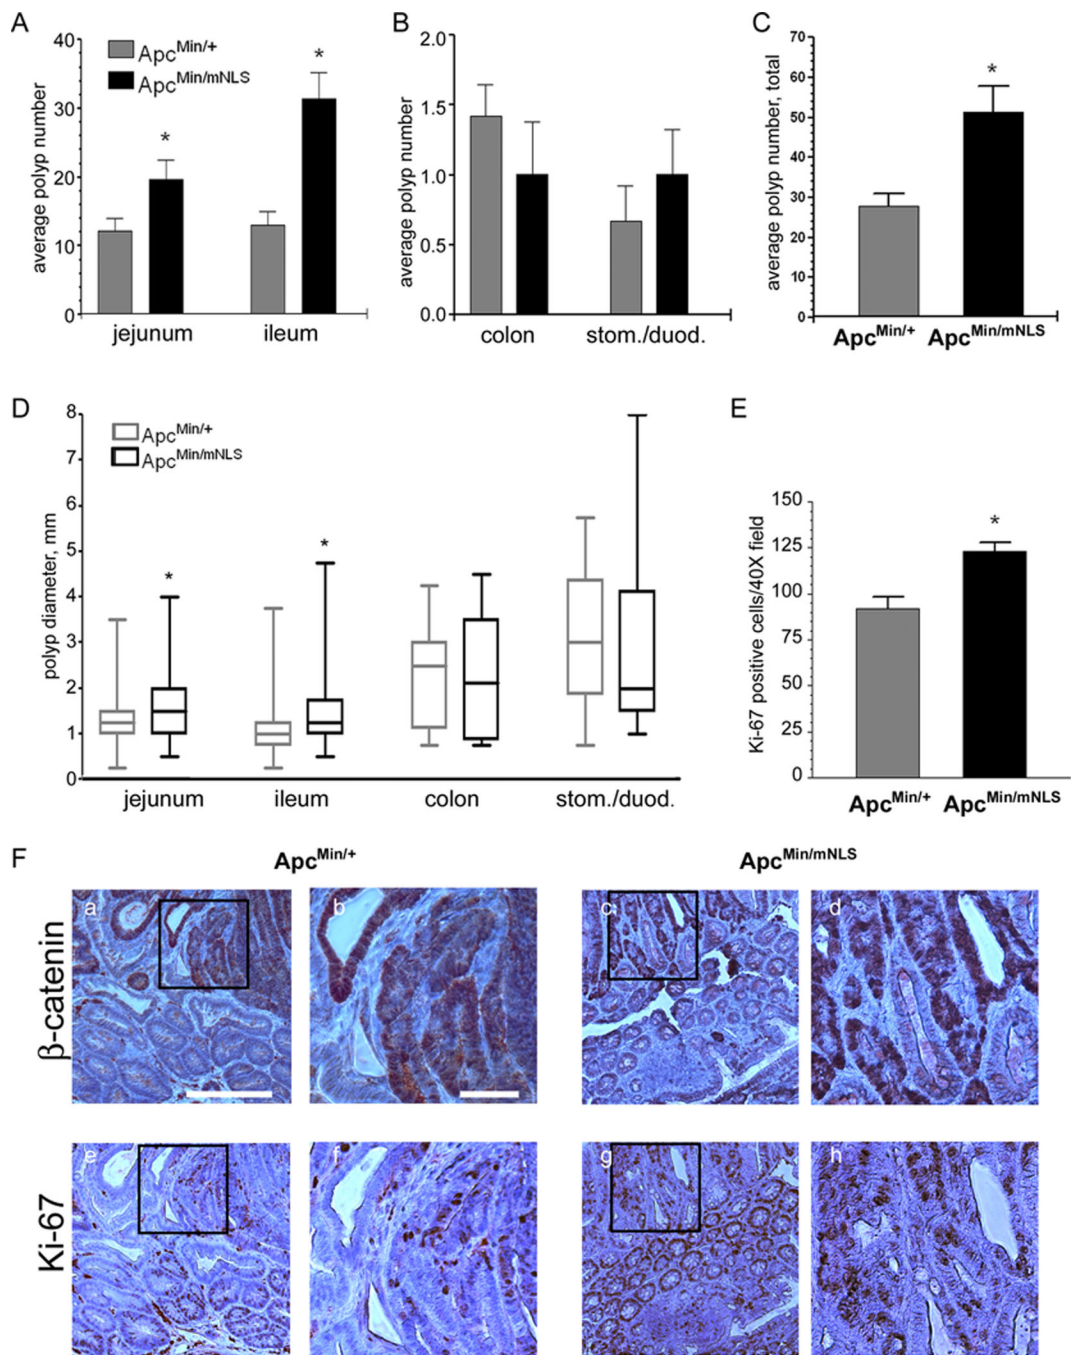 A
40
30
20
10
0
average polyp number
Apc^Min/+
Apc^Min/mNLS
*
*
jejunum
ileum
B
2.0
1.5
1.0
0.5
0.0
average polyp number
colon
stom./duod.
C
70
60
50
40
30
20
10
0
average polyp number, total
*
Apc^Min/+
Apc^Min/mNLS
D
8
7
6
5
4
3
2
1
0
polyp diameter, mm
Apc^Min/+
Apc^Min/mNLS
*
*
jejunum
ileum
colon
stom./duod.
E
150
125
100
75
50
25
0
Ki-67 positive cells/40X field
*
Apc^Min/+
Apc^Min/mNLS
F
Apc^Min/+
Apc^Min/mNLS
β-catenin
a
b
c
d
Ki-67
e
f
g
h